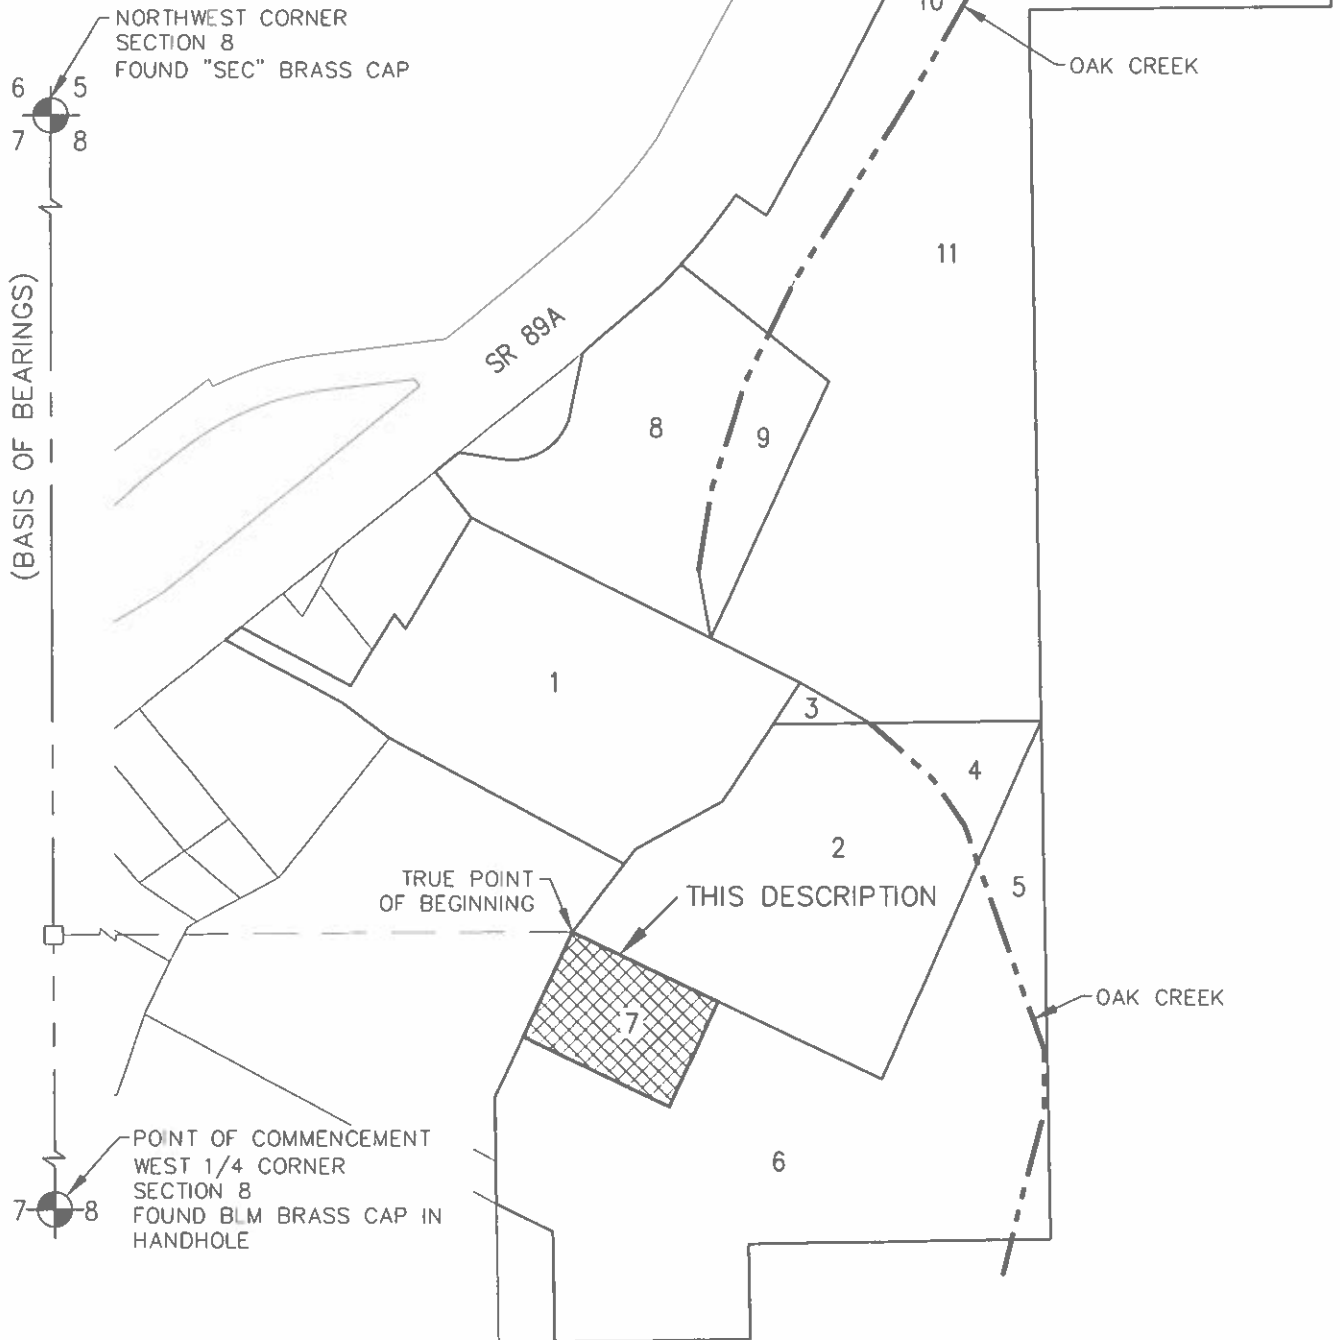 NORTHWEST CORNER
SECTION 8
FOUND "SEC" BRASS CAP
6 5
7 8
10
OAK CREEK
11
(BASIS OF BEARINGS)
SR 89A
8
9
1
3
4
2
5
TRUE POINT
OF BEGINNING
THIS DESCRIPTION
7
OAK CREEK
6
POINT OF COMMENCEMENT
WEST 1/4 CORNER
SECTION 8
FOUND BLM BRASS CAP IN
HANDHOLE
7 8